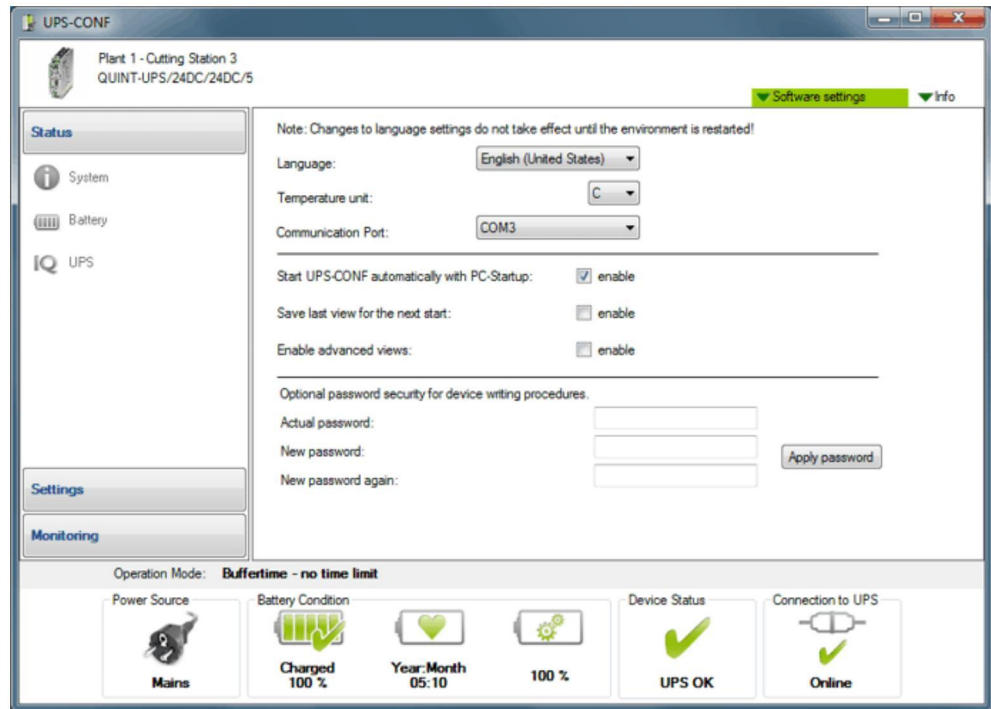 UPS-CONF
Plant 1 - Cutting Station 3
QUINT-UPS/24DC/24DC/5
Software settings
Info
Status
System
Battery
IQ UPS
Settings
Monitoring
Note: Changes to language settings do not take effect until the environment is restarted!
Language: English (United States)
Temperature unit: C
Communication Port: COM3
Start UPS-CONF automatically with PC-Startup: enable
Save last view for the next start: enable
Enable advanced views: enable
Optional password security for device writing procedures.
Actual password:
New password:
Apply password
New password again:
Operation Mode: Buffertime - no time limit
Power Source
Mains
Battery Condition
Charged
100 %
Year:Month
05:10
100 %
Device Status
UPS OK
Connection to UPS
Online